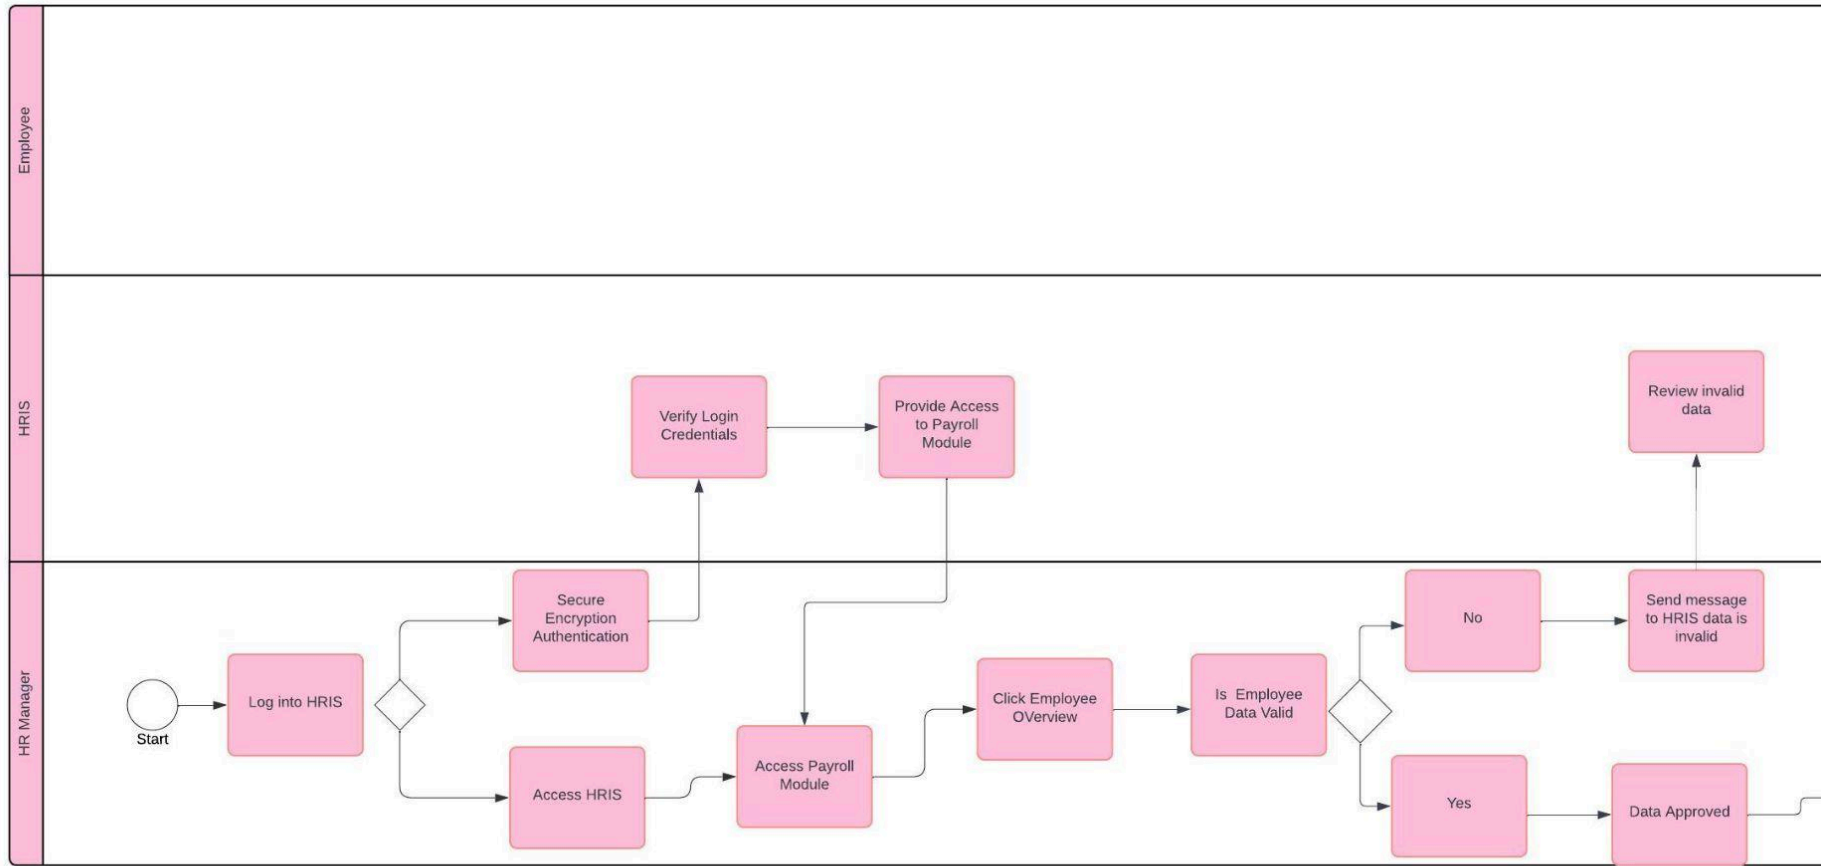 Employee
HRIS
HR Manager
Start
Log into HRIS
Secure
Encryption
Authentication
Access HRIS
Verify Login
Credentials
Provide Access
to Payroll
Module
Access Payroll
Module
Click Employee
OVerview
Is Employee
Data Valid
No
Send message
to HRIS data is
invalid
Review invalid
data
Yes
Data Approved